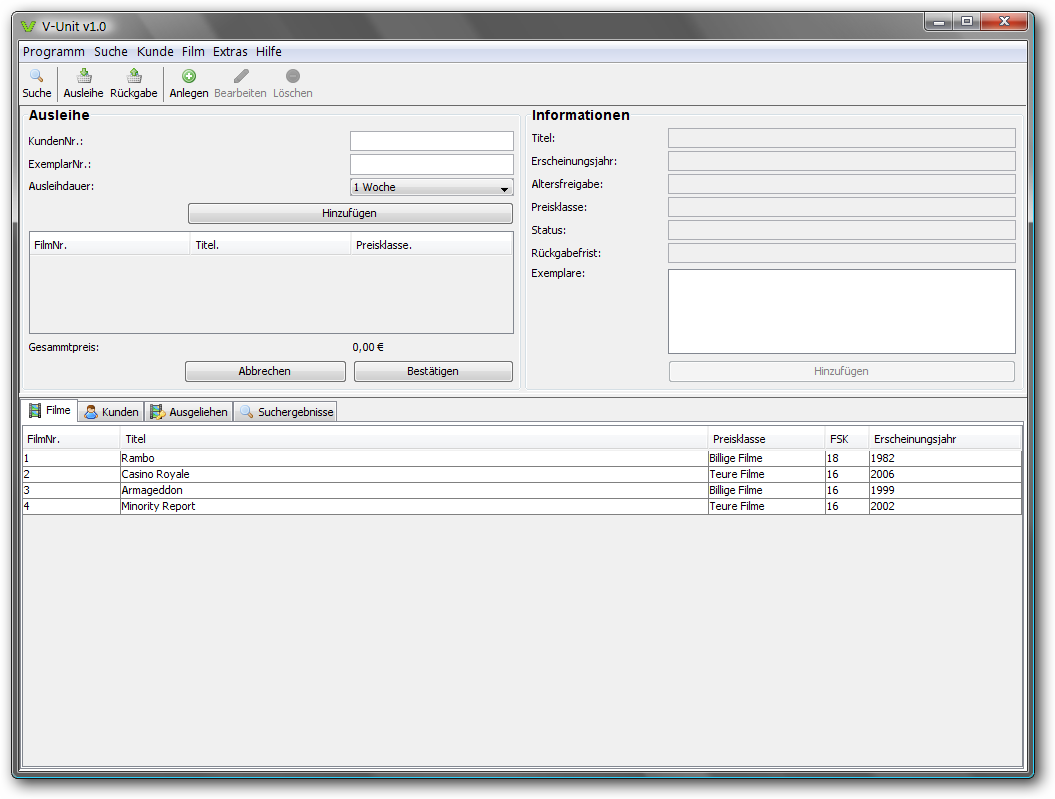 V-Unit v1.0
Programm Suche Kunde Film Extras Hilfe
Suche Ausleihe Rückgabe Anlegen Bearbeiten Löschen
Ausleihe
KundenNr.:
ExemplarNr.:
Ausleihdauer: 1 Woche
Hinzufügen
FilmNr. Titel. Preisklasse.
Gesammtpreis: 0,00 €
Abbrechen Bestätigen
Informationen
Titel:
Erscheinungsjahr:
Altersfreigabe:
Preisklasse:
Status:
Rückgabefrist:
Exemplare:
Hinzufügen
Filme Kunden Ausgeliehen Suchergebnisse
FilmNr. Titel Preisklasse FSK Erscheinungsjahr
1 Rambo Billige Filme 18 1982
2 Casino Royale Teure Filme 16 2006
3 Armageddon Billige Filme 16 1999
4 Minority Report Teure Filme 16 2002